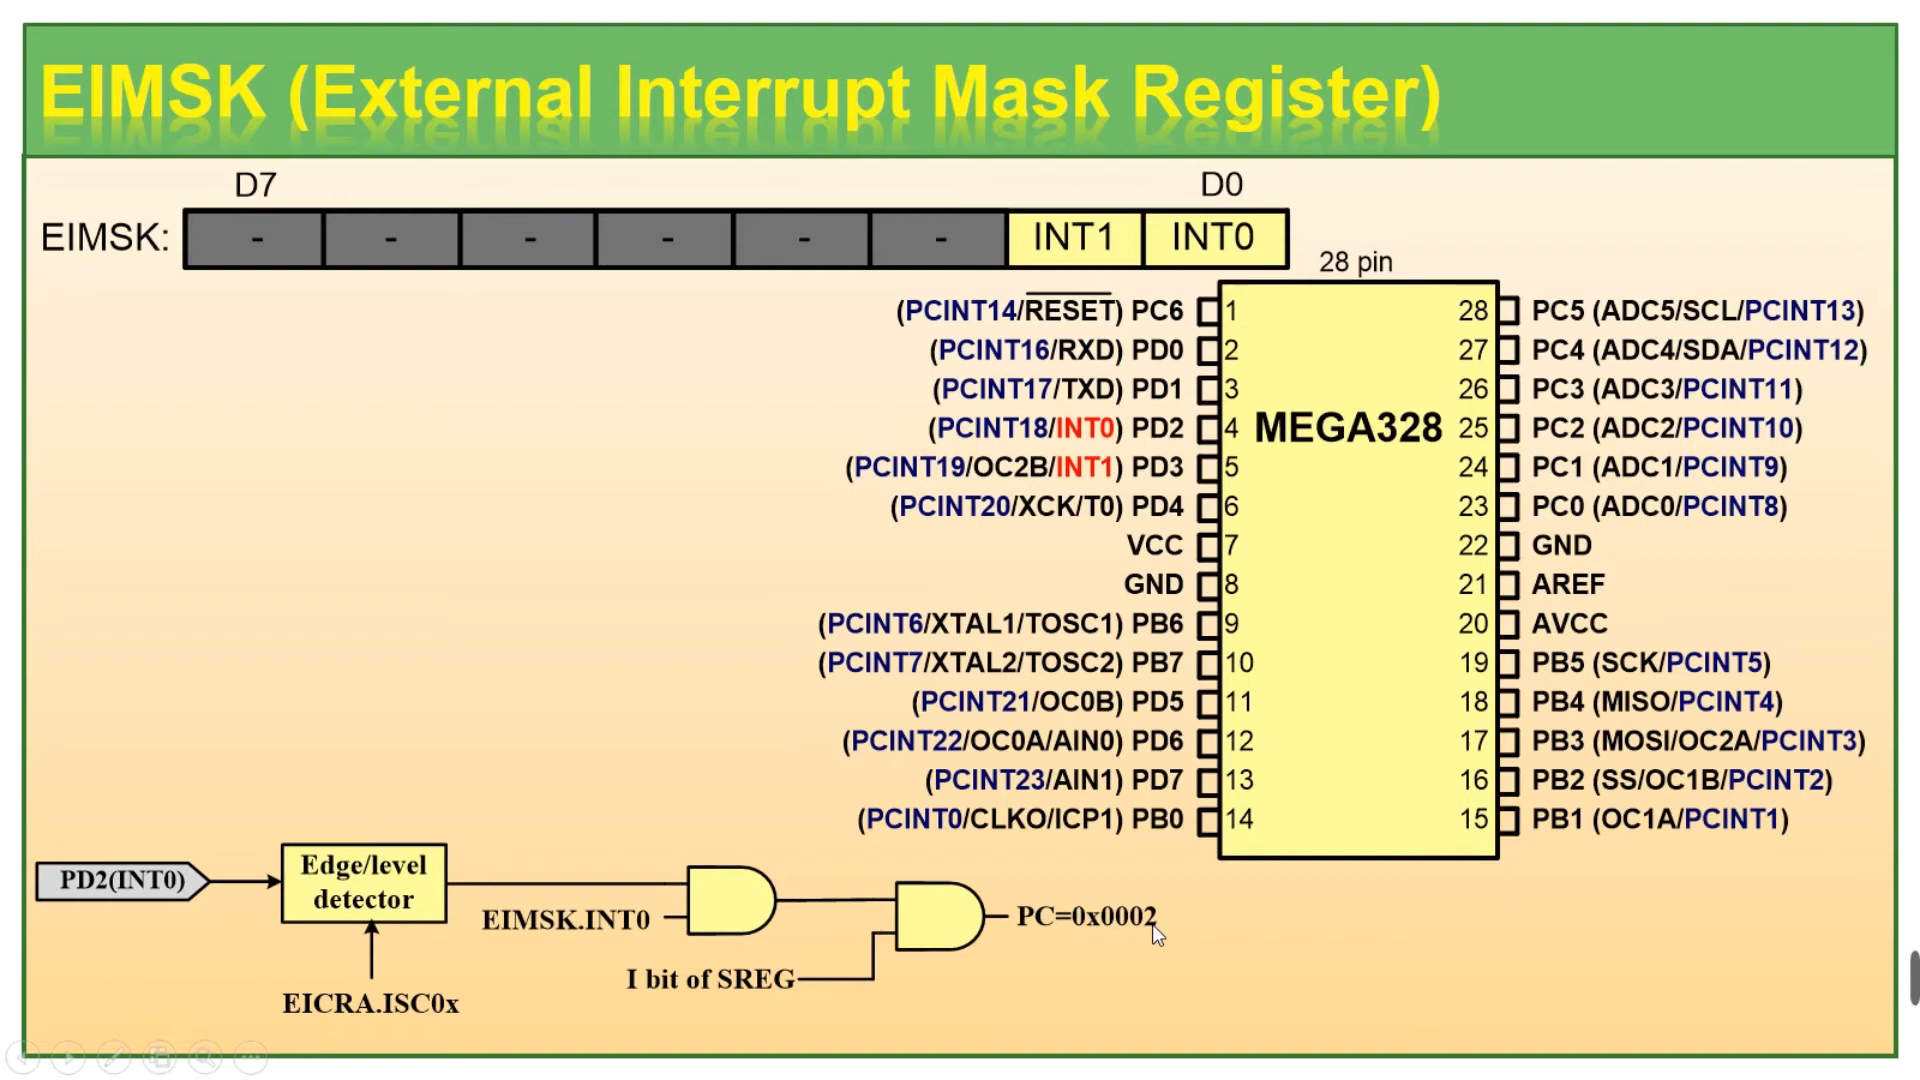 EIMSK (External Interrupt Mask Register)
D7 D0
EIMSK: - - - - - - INT1 INT0
28 pin
(PCINT14/RESET) PC6 1 28 PC5 (ADC5/SCL/PCINT13)
(PCINT16/RXD) PD0 2 27 PC4 (ADC4/SDA/PCINT12)
(PCINT17/TXD) PD1 3 26 PC3 (ADC3/PCINT11)
(PCINT18/INT0) PD2 4 MEGA328 25 PC2 (ADC2/PCINT10)
(PCINT19/OC2B/INT1) PD3 5 24 PC1 (ADC1/PCINT9)
(PCINT20/XCK/T0) PD4 6 23 PC0 (ADC0/PCINT8)
VCC 7 22 GND
GND 8 21 AREF
(PCINT6/XTAL1/TOSC1) PB6 9 20 AVCC
(PCINT7/XTAL2/TOSC2) PB7 10 19 PB5 (SCK/PCINT5)
(PCINT21/OC0B) PD5 11 18 PB4 (MISO/PCINT4)
(PCINT22/OC0A/AIN0) PD6 12 17 PB3 (MOSI/OC2A/PCINT3)
(PCINT23/AIN1) PD7 13 16 PB2 (SS/OC1B/PCINT2)
(PCINT0/CLKO/ICP1) PB0 14 15 PB1 (OC1A/PCINT1)
PD2(INT0)
Edge/level
detector
EIMSK.INT0
PC=0x0002
I bit of SREG
EICRA.ISC0x